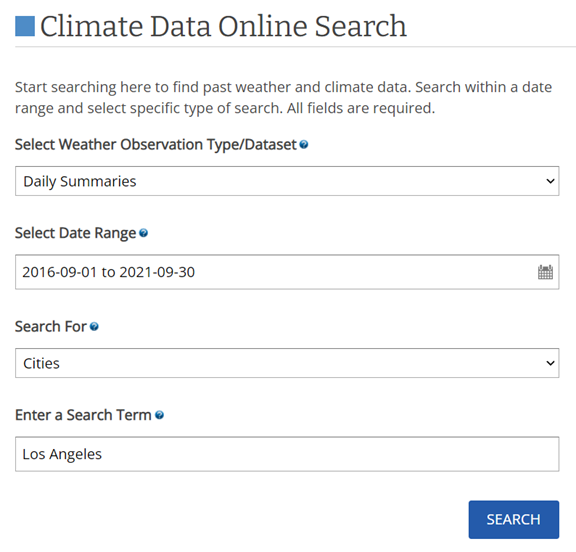 Climate Data Online Search
Start searching here to find past weather and climate data. Search within a date
range and select specific type of search. All fields are required.
Select Weather Observation Type/Dataset ?
Daily Summaries
Select Date Range ?
2016-09-01 to 2021-09-30
Search For ?
Cities
Enter a Search Term ?
Los Angeles
SEARCH